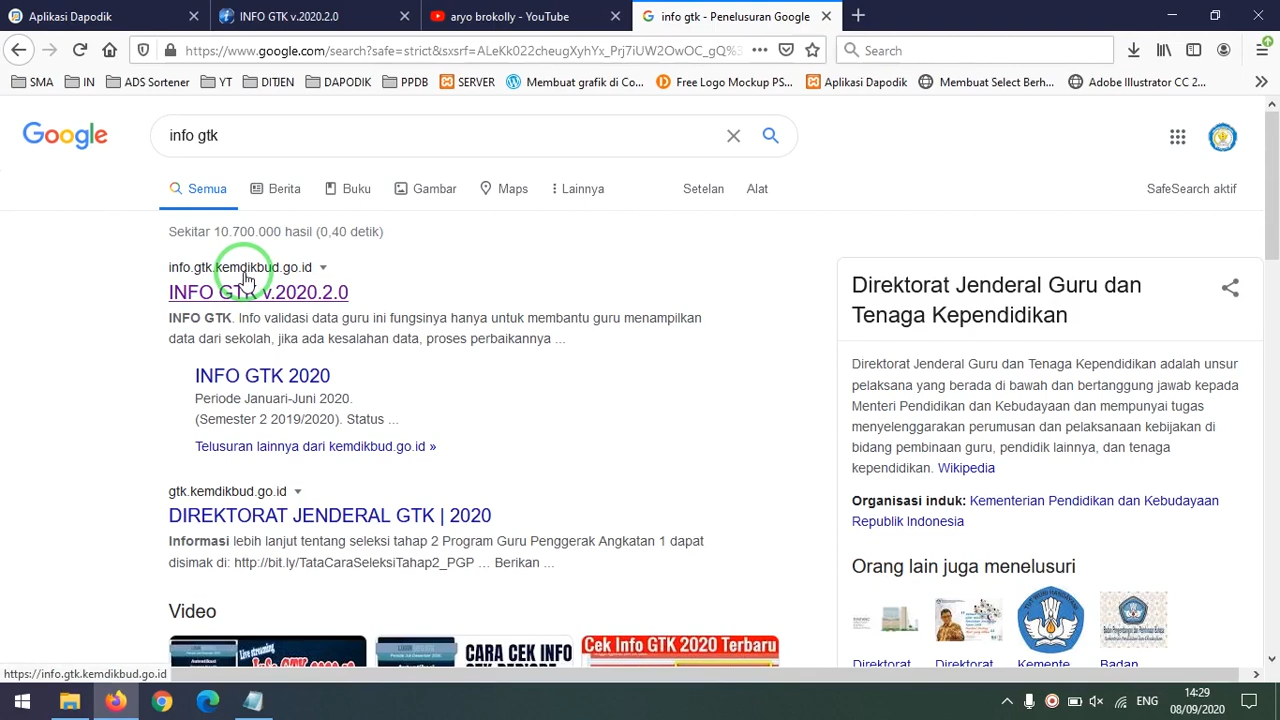 Aplikasi Dapodik
INFO GTK v.2020.2.0
aryo brokolly - YouTube
info gtk - Penelusuran Google
https://www.google.com/search?safe=strict&sxsrf=ALeKk022cheugXyhYx_Prj7iUW2OwOC_gQ%3
Search
SMA
IN
ADS Sortener
YT
DITJEN
DAPODIK
PPDB
SERVER
Membuat grafik di Co...
Free Logo Mockup PS...
Aplikasi Dapodik
Membuat Select Berh...
Adobe Illustrator CC 2...
Google
info gtk
Semua
Berita
Buku
Gambar
Maps
Lainnya
Setelan
Alat
SafeSearch aktif
Sekitar 10.700.000 hasil (0,40 detik)
info.gtk.kemdikbud.go.id
INFO GTK v.2020.2.0
INFO GTK. Info validasi data guru ini fungsinya hanya untuk membantu guru menampilkan
data dari sekolah, jika ada kesalahan data, proses perbaikannya ...
INFO GTK 2020
Periode Januari-Juni 2020.
(Semester 2 2019/2020). Status ...
Telusuran lainnya dari kemdikbud.go.id »
gtk.kemdikbud.go.id
DIREKTORAT JENDERAL GTK | 2020
Informasi lebih lanjut tentang seleksi tahap 2 Program Guru Penggerak Angkatan 1 dapat
disimak di: http://bit.ly/TataCaraSeleksiTahap2_PGP ... Berikan ...
Video
Live streaming
Info GTK 2020
CARA CEK INFO
Cek Info GTK 2020 Terbaru
Direktorat Jenderal Guru dan
Tenaga Kependidikan
Direktorat Jenderal Guru dan Tenaga Kependidikan adalah unsur
pelaksana yang berada di bawah dan bertanggung jawab kepada
Menteri Pendidikan dan Kebudayaan dan mempunyai tugas
menyelenggarakan perumusan dan pelaksanaan kebijakan di
bidang pembinaan guru, pendidik lainnya, dan tenaga
kependidikan. Wikipedia
Organisasi induk: Kementerian Pendidikan dan Kebudayaan
Republik Indonesia
Orang lain juga menelusuri
Direktorat
Direktorat
Kemente
Badan
https://info.gtk.kemdikbud.go.id
ENG
14:29
08/09/2020